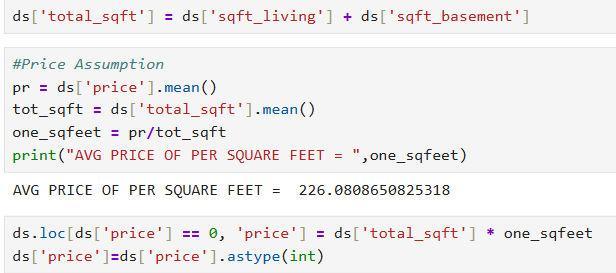 ds['total_sqft'] = ds['sqft_living'] + ds['sqft_basement']
#Price Assumption
pr = ds['price'].mean()
tot_sqft = ds['total_sqft'].mean()
one_sqfeet = pr/tot_sqft
print("AVG PRICE OF PER SQUARE FEET = ",one_sqfeet)
AVG PRICE OF PER SQUARE FEET =  226.0808650825318
ds.loc[ds['price'] == 0, 'price'] = ds['total_sqft'] * one_sqfeet
ds['price']=ds['price'].astype(int)